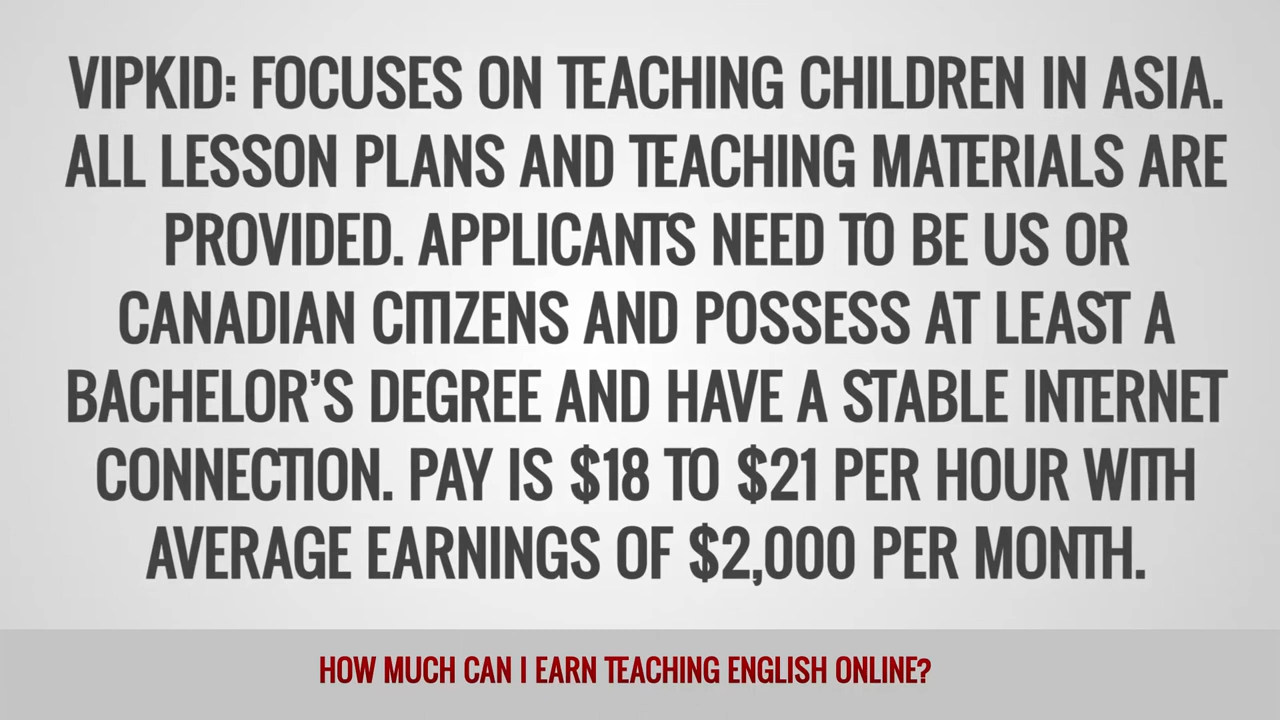 VIPKID: FOCUSES ON TEACHING CHILDREN IN ASIA.
ALL LESSON PLANS AND TEACHING MATERIALS ARE
PROVIDED. APPLICANTS NEED TO BE US OR
CANADIAN CITIZENS AND POSSESS AT LEAST A
BACHELOR’S DEGREE AND HAVE A STABLE INTERNET
CONNECTION. PAY IS $18 TO $21 PER HOUR WITH
AVERAGE EARNINGS OF $2,000 PER MONTH.
HOW MUCH CAN I EARN TEACHING ENGLISH ONLINE?